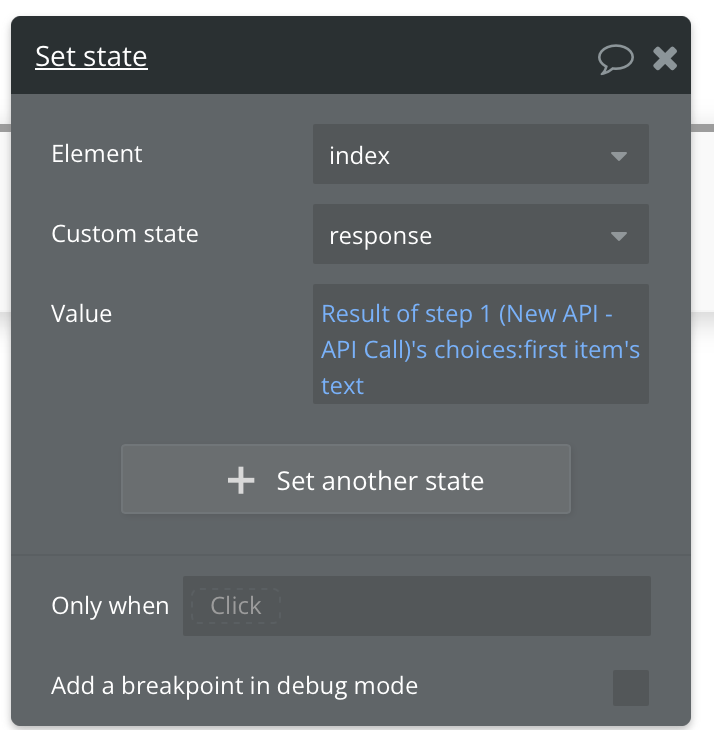 Set state
Element
index
Custom state
response
Value
Result of step 1 (New API -
API Call)'s choices:first item's
text
Set another state
Only when
Click
Add a breakpoint in debug mode